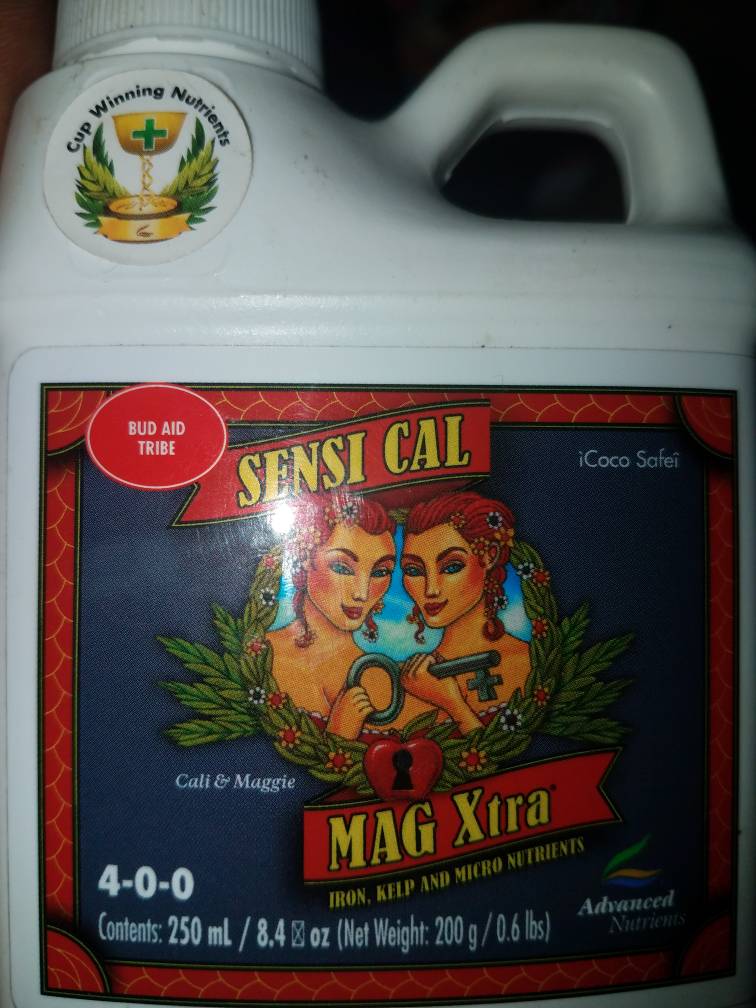 Cup Winning Nutrients
BUD AID
TRIBE
SENSI CAL
¡Coco Safeî
Cali & Maggie
MAG Xtra
IRON, KELP AND MICRO NUTRIENTS
4-0-0
Contents: 250 mL / 8.4 oz (Net Weight: 200 g / 0.6 lbs)
Advanced
Nutrients